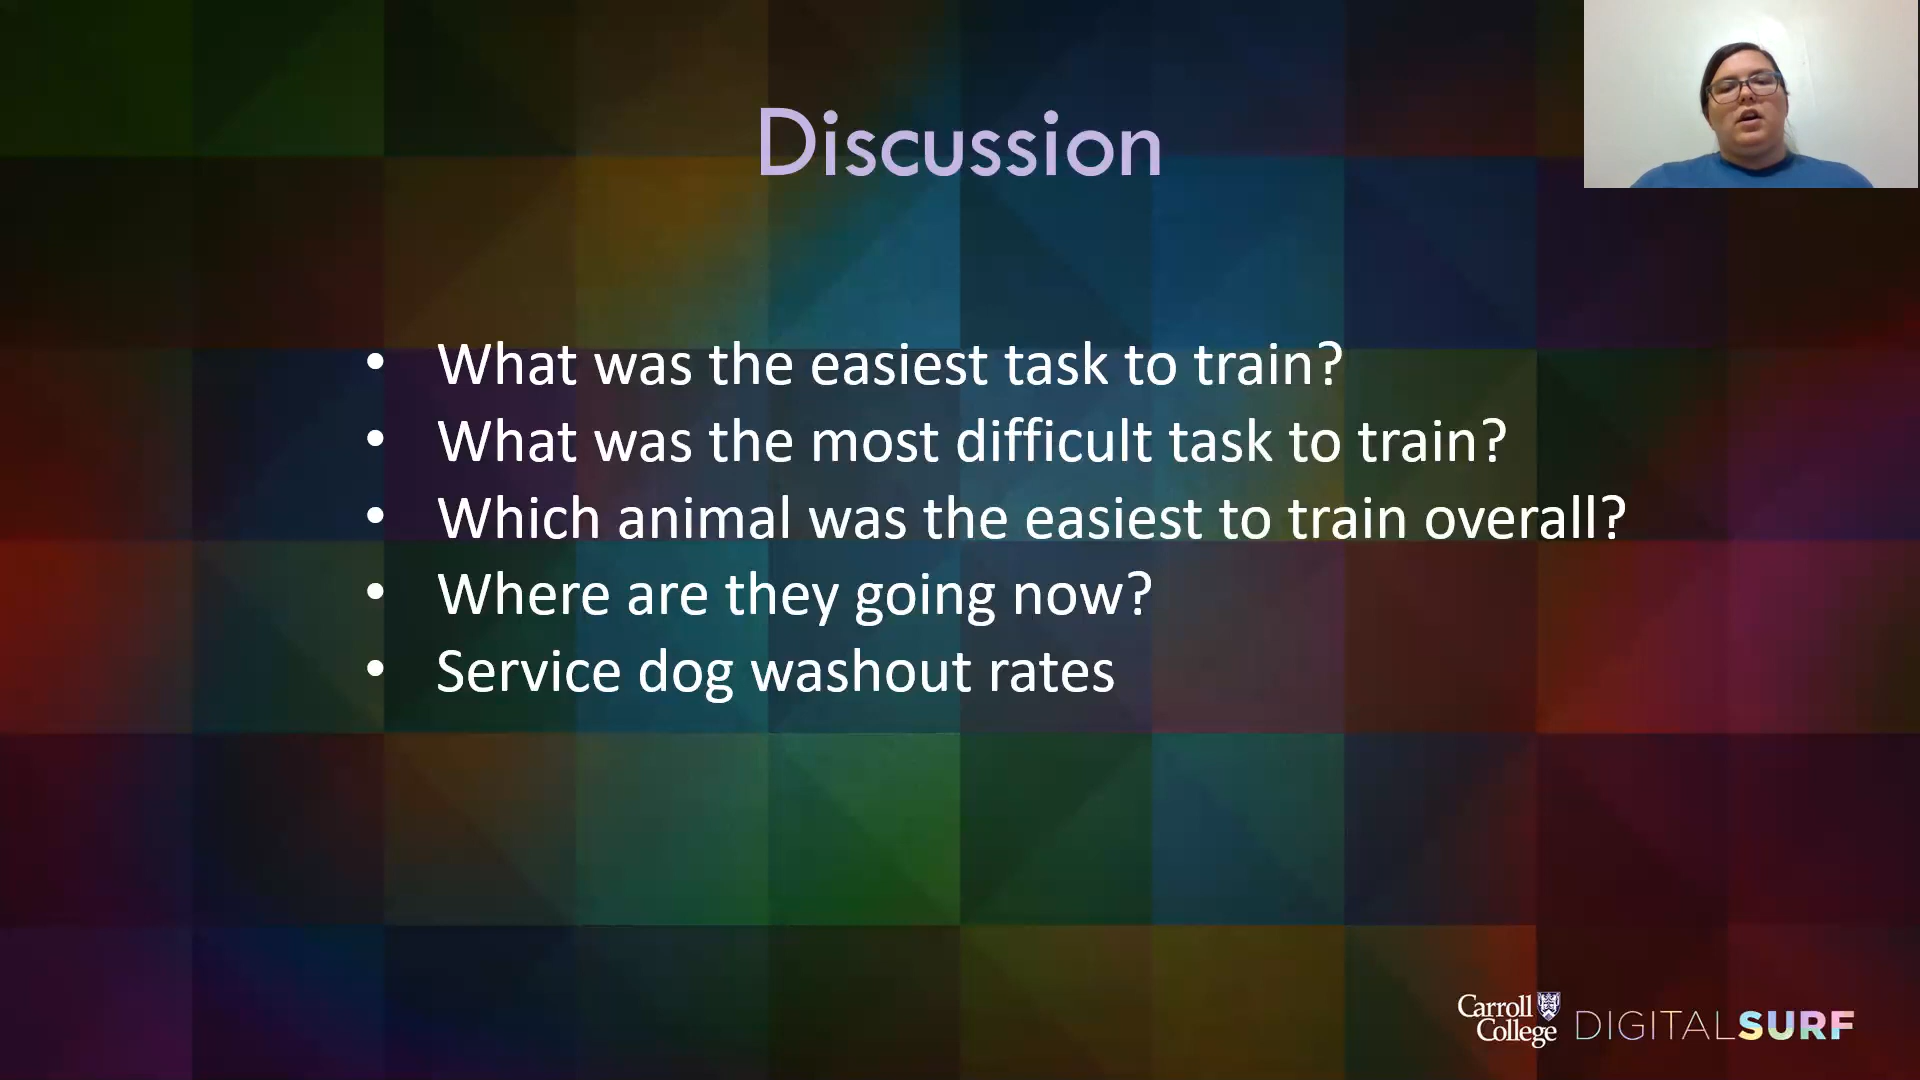 Discussion
• What was the easiest task to train?
• What was the most difficult task to train?
• Which animal was the easiest to train overall?
• Where are they going now?
• Service dog washout rates
Carroll
College
DIGITALSURF